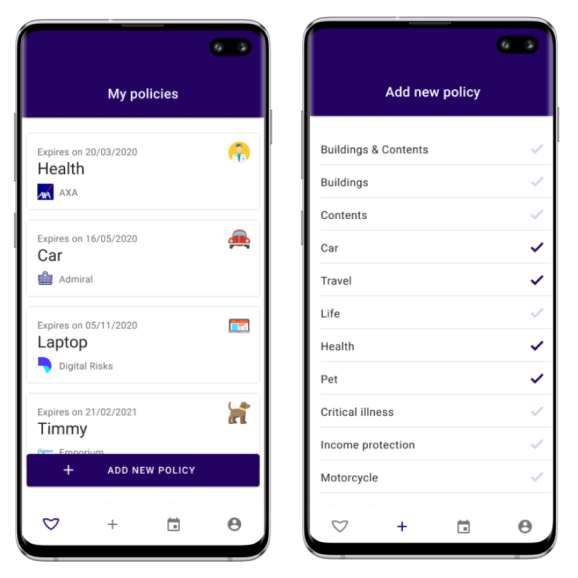 My policies
Expires on 20/03/2020
Health
AXA
Expires on 16/05/2020
Car
Admiral
Expires on 05/11/2020
Laptop
Digital Risks
Expires on 21/02/2021
Timmy
Emporium
+ ADD NEW POLICY
Add new policy
Buildings & Contents
Buildings
Contents
Car
Travel
Life
Health
Pet
Critical illness
Income protection
Motorcycle